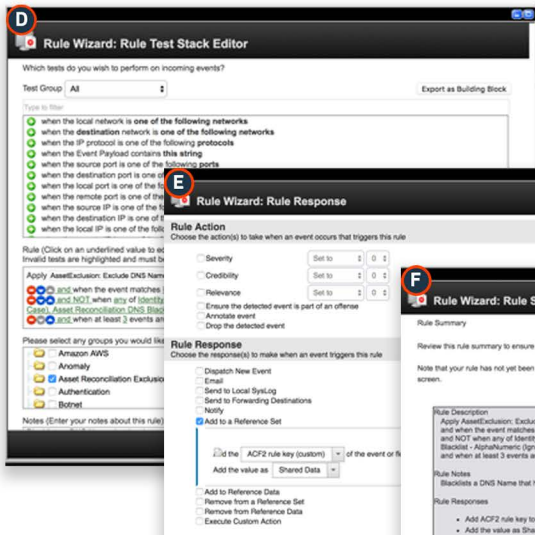 D
Rule Wizard: Rule Test Stack Editor
Which tests do you wish to perform on incoming events?
Test Group All
Export as Building Block
Type to filter
when the local network is one of the following networks
when the destination network is one of the following networks
when the IP protocol is one of the following protocols
when the Event Payload contains this string
when the source port is one of the following ports
when the destination port is one of
when the local port is one of the fo
when the remote port is one of the
when the source IP is one of the fo
when the destination IP is one of t
when the local IP is one of the foll
Rule (Click on an underlined value to ed
Invalid tests are highlighted and must b
Apply AssetExclusion: Exclude DNS Name
and when the event matches
and NOT when any of Identity
Case), Asset Reconciliation DNS Blac
and when at least 3 events an
Please select any groups you would like
Amazon AWS
Anomaly
Asset Reconciliation Exclusio
Authentication
Botnet
Notes (Enter your notes about this rule)
E
Rule Wizard: Rule Response
Rule Action
Choose the action(s) to take when an event occurs that triggers this rule
Severity Set to 0
Credibility Set to 0
Relevance Set to 0
Ensure the detected event is part of an offense
Annotate event
Drop the detected event
Rule Response
Choose the response(s) to make when an event triggers this rule
Dispatch New Event
Email
Send to Local SysLog
Send to Forwarding Destinations
Notify
Add to a Reference Set
dd the ACF2 rule key (custom) of the event or fl
Add the value as Shared Data
Add to Reference Data
Remove from a Reference Set
Remove from Reference Data
Execute Custom Action
F
Rule Wizard: Rule S
Rule Summary
Review this rule summary to ensure
Note that your rule has not yet been
screen.
Rule Description
Apply AssetExclusion: Exclu
and when the event matches
and NOT when any of Identit
Blacklist - AlphaNumeric (Ign
and when at least 3 events a
Rule Notes
Blacklists a DNS Name that
Rule Responses
Add ACF2 rule key to
Add the value as Sha